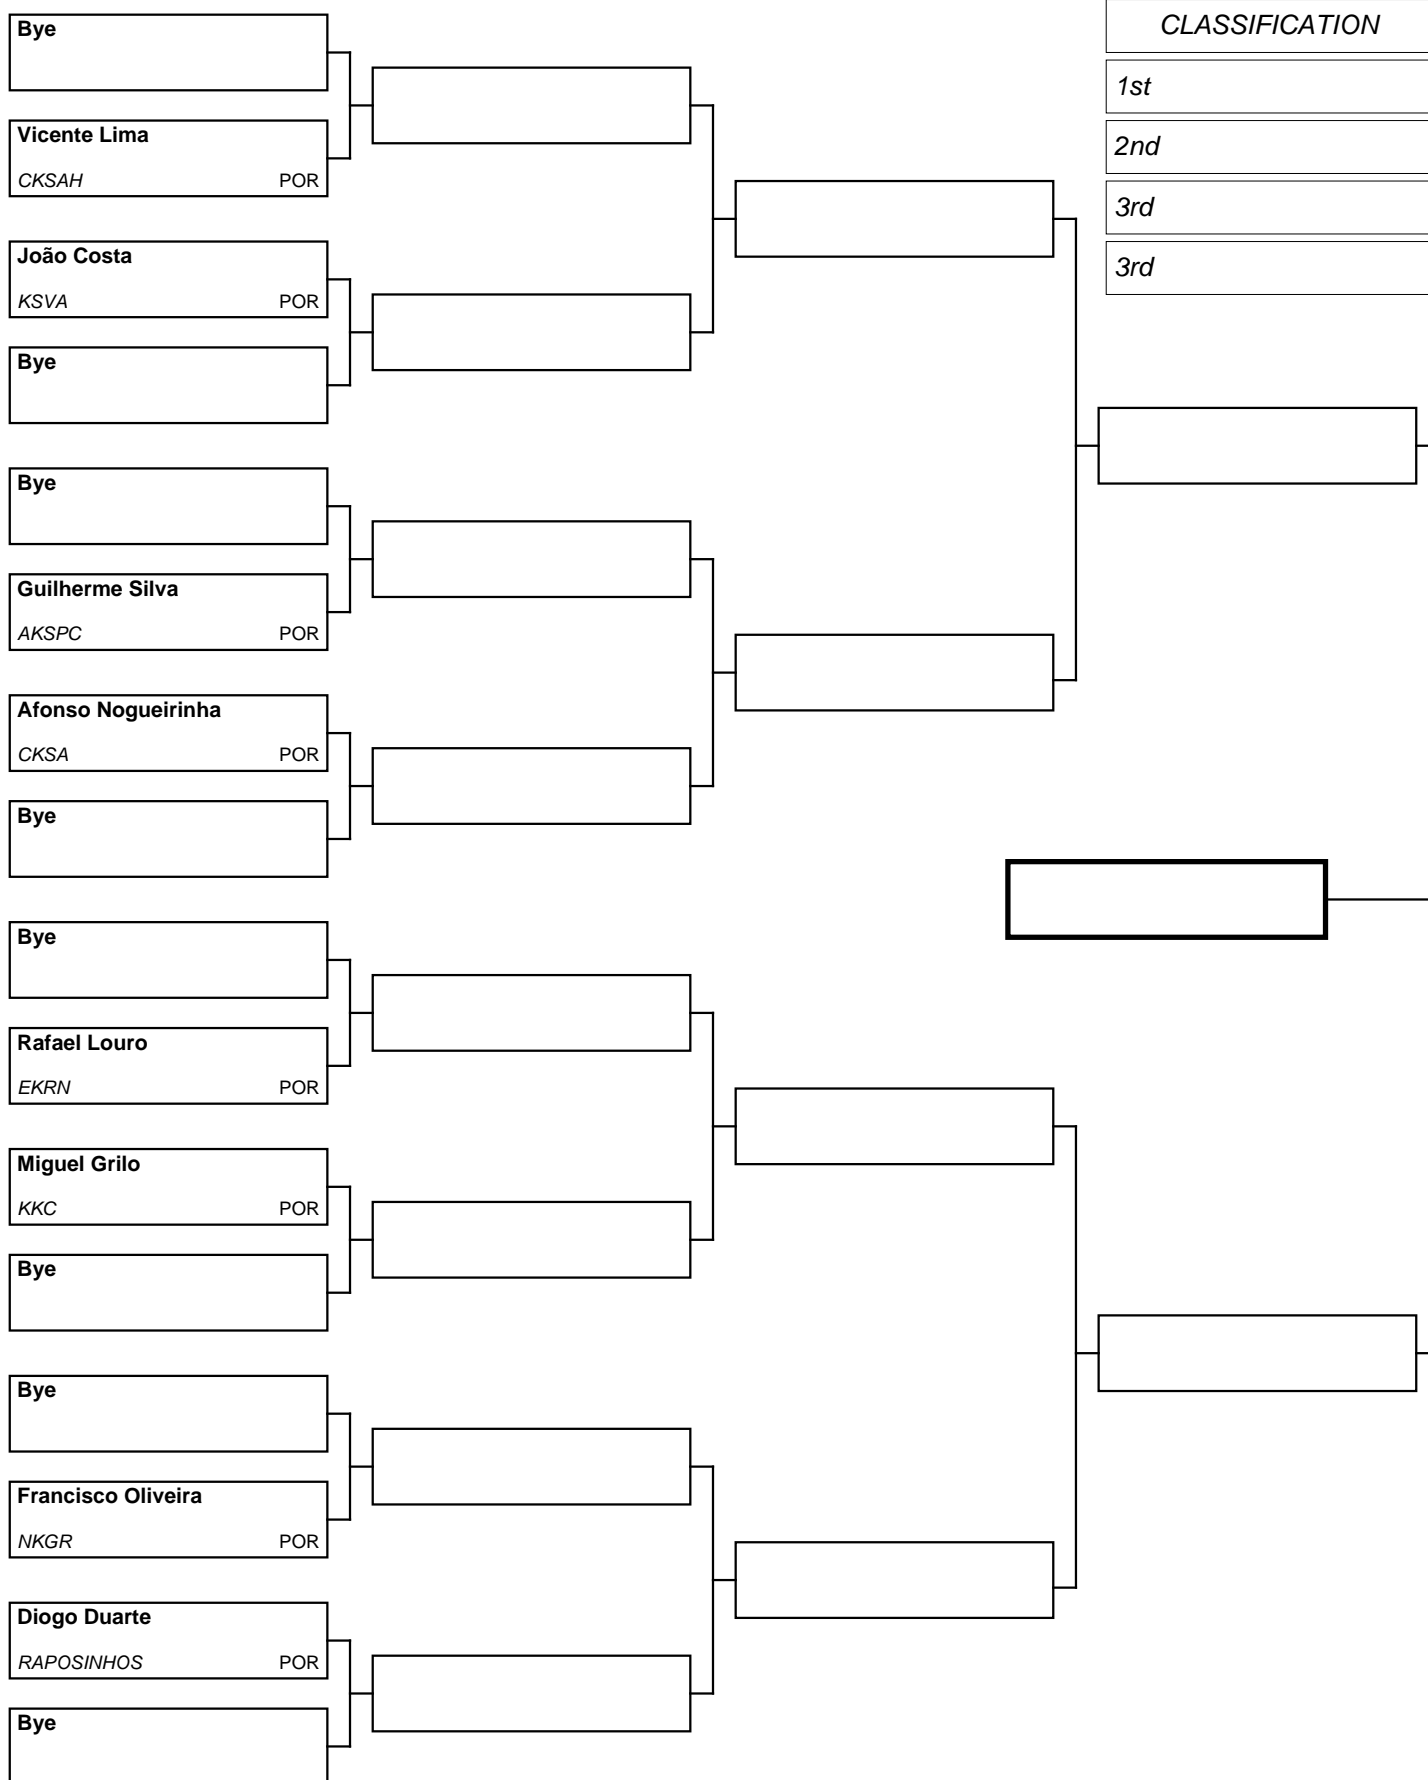 Bye
Vicente Lima
CKSAH POR
João Costa
KSVA POR
Bye
Bye
Guilherme Silva
AKSPC POR
Afonso Nogueirinha
CKSA POR
Bye
Bye
Rafael Louro
EKRN POR
Miguel Grilo
KKC POR
Bye
Bye
Francisco Oliveira
NKGR POR
Diogo Duarte
RAPOSINHOS POR
Bye
CLASSIFICATION
1st
2nd
3rd
3rd